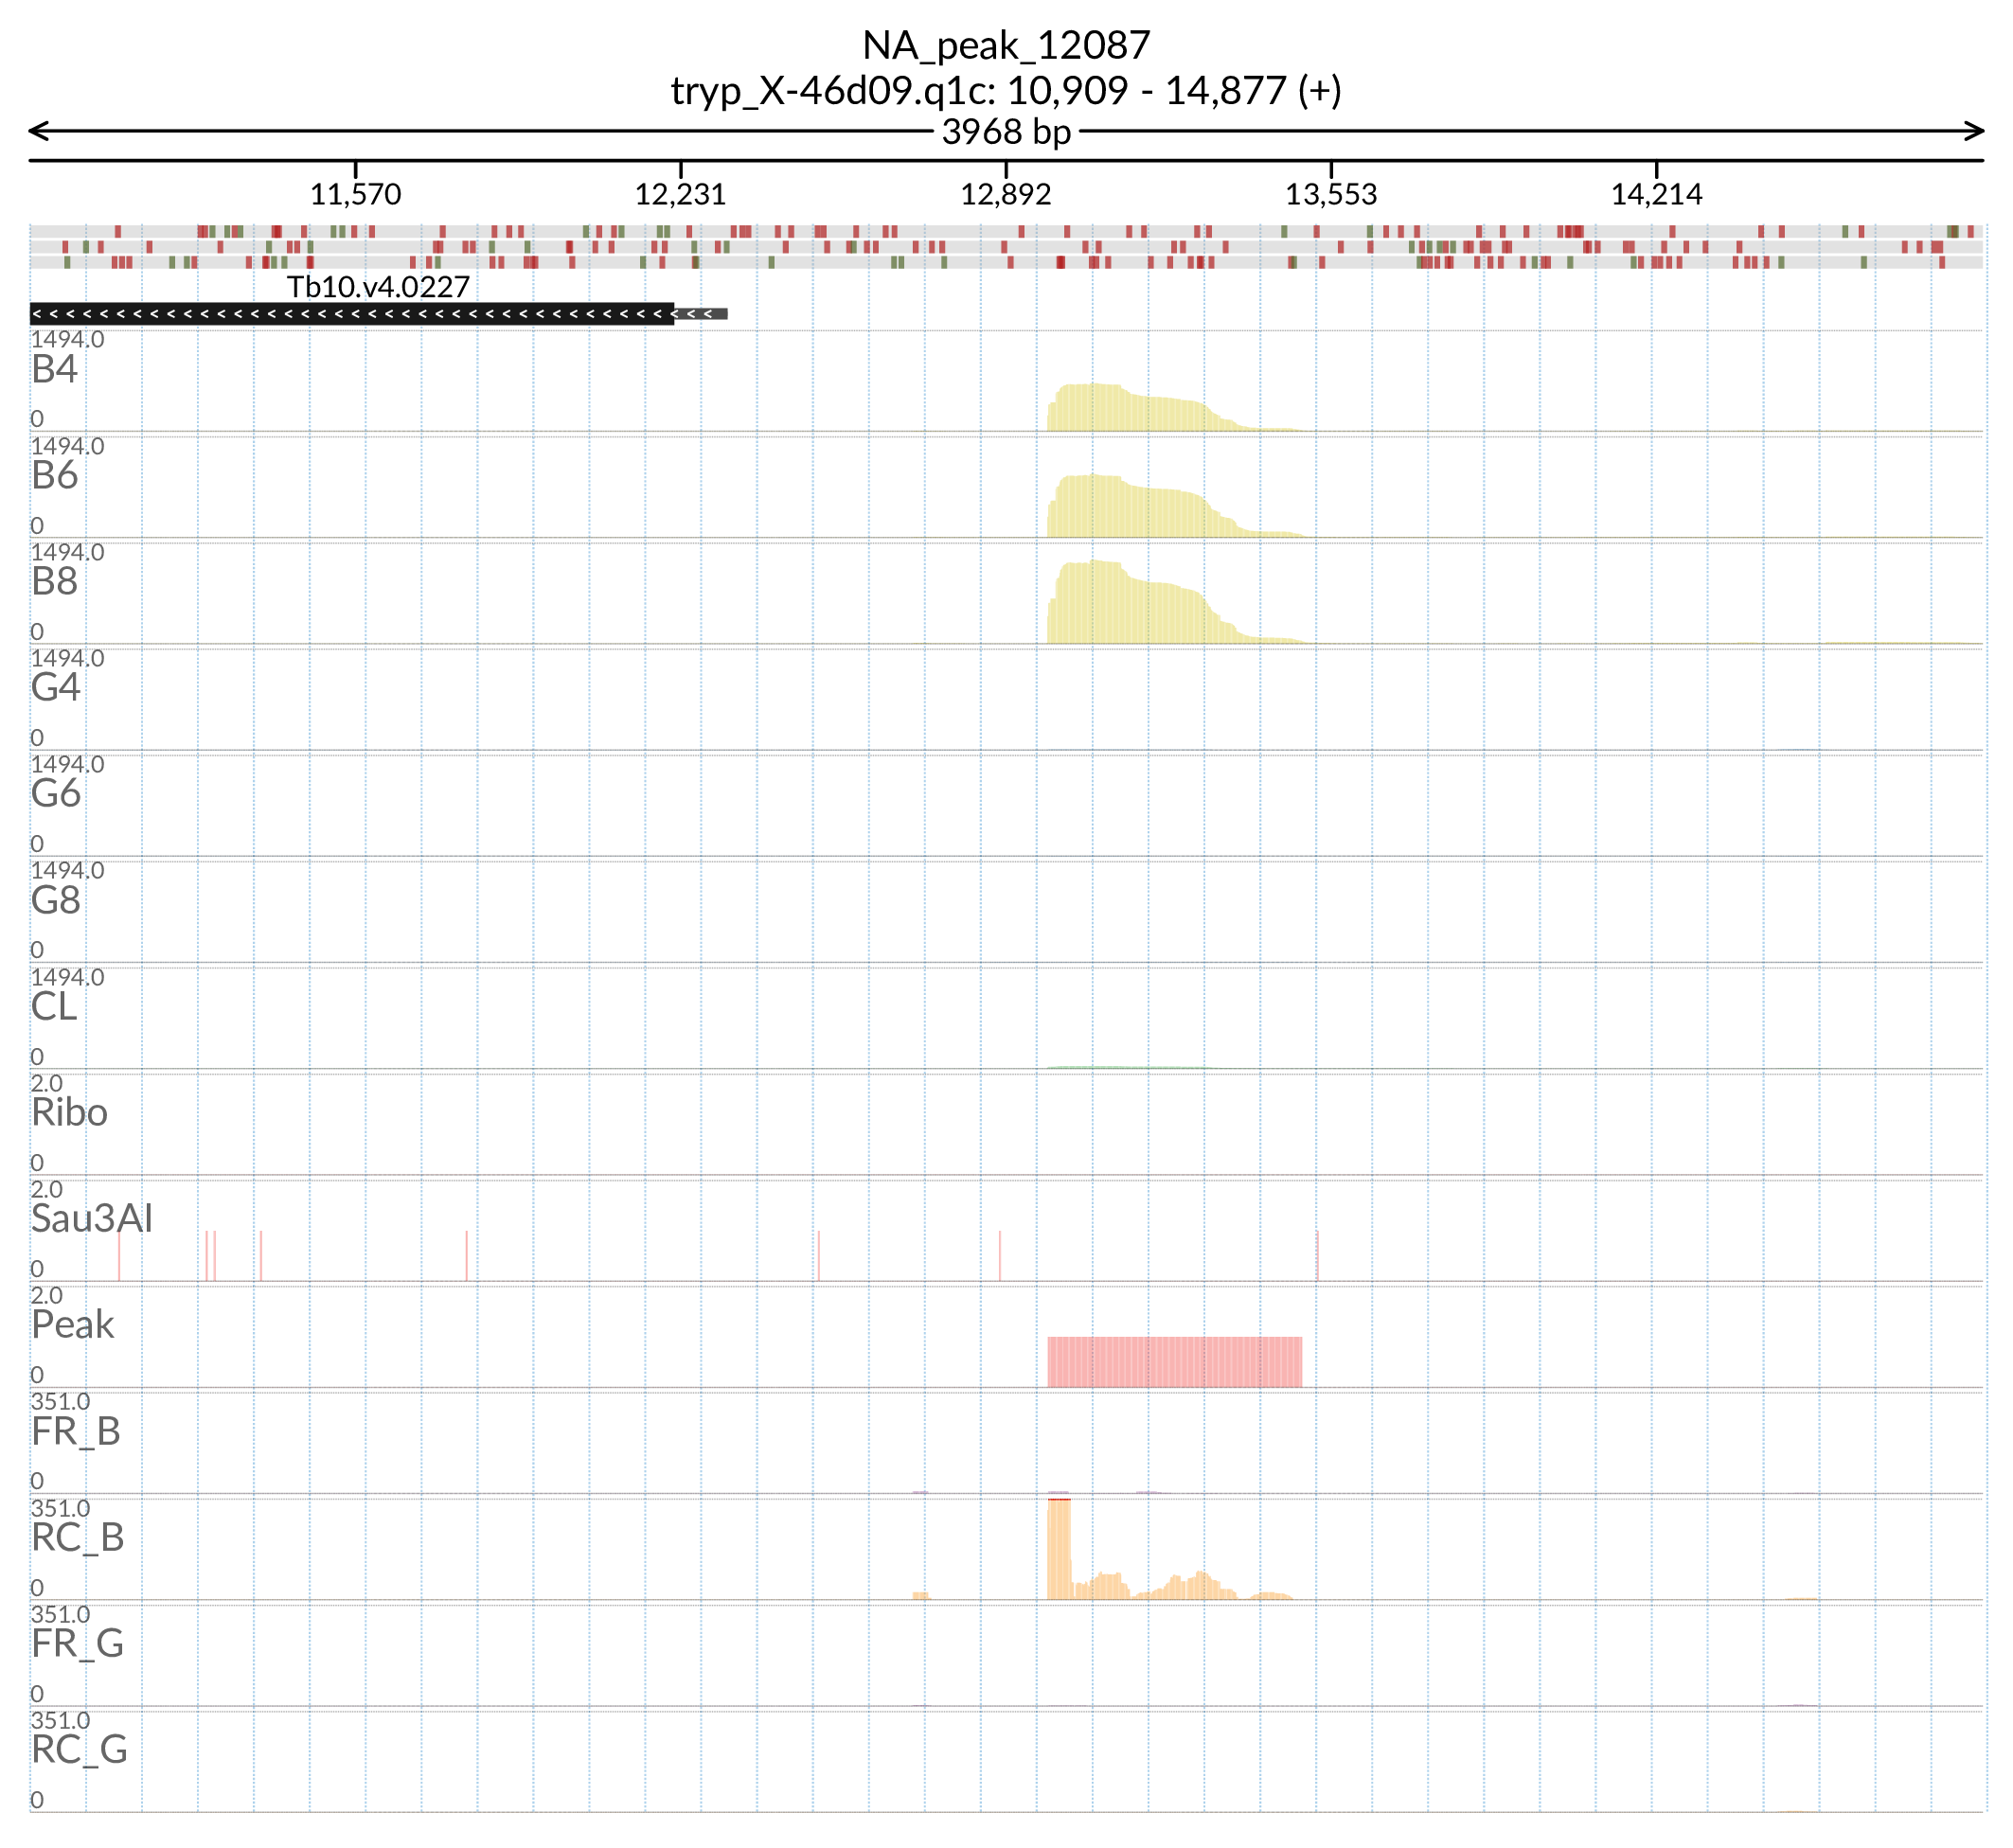 NA_peak_12087
tryp_X-46d09.q1c: 10,909 - 14,877 (+)
3968 bp
11,570 12,231 12,892 13,553 14,214
Tb10.v4.0227
1494.0
B4
0
1494.0
B6
0
1494.0
B8
0
1494.0
G4
0
1494.0
G6
0
1494.0
G8
0
1494.0
CL
0
2.0
Ribo
0
2.0
Sau3AI
0
2.0
Peak
0
351.0
FR_B
0
351.0
RC_B
0
351.0
FR_G
0
351.0
RC_G
0